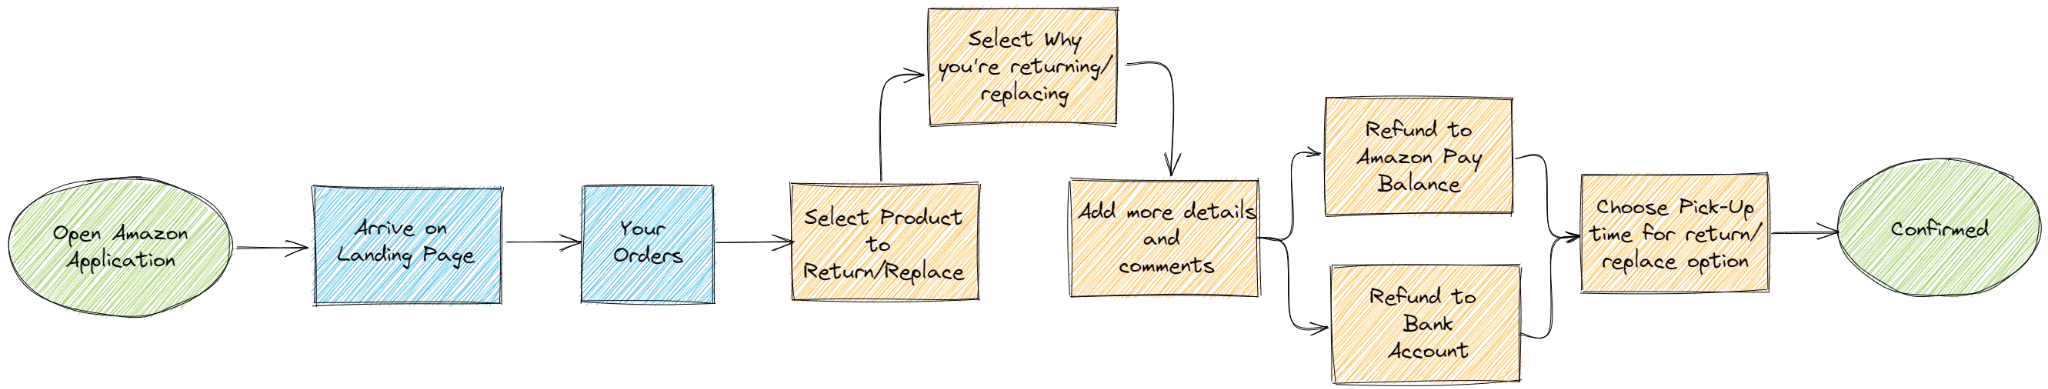 Open Amazon
Application
Arrive on
Landing Page
Your
Orders
Select Product
to
Return/Replace
Select Why
you're returning/
replacing
Add more details
and
comments
Refund to
Amazon Pay
Balance
Refund to
Bank
Account
Choose Pick-Up
time for return/
replace option
Confirmed